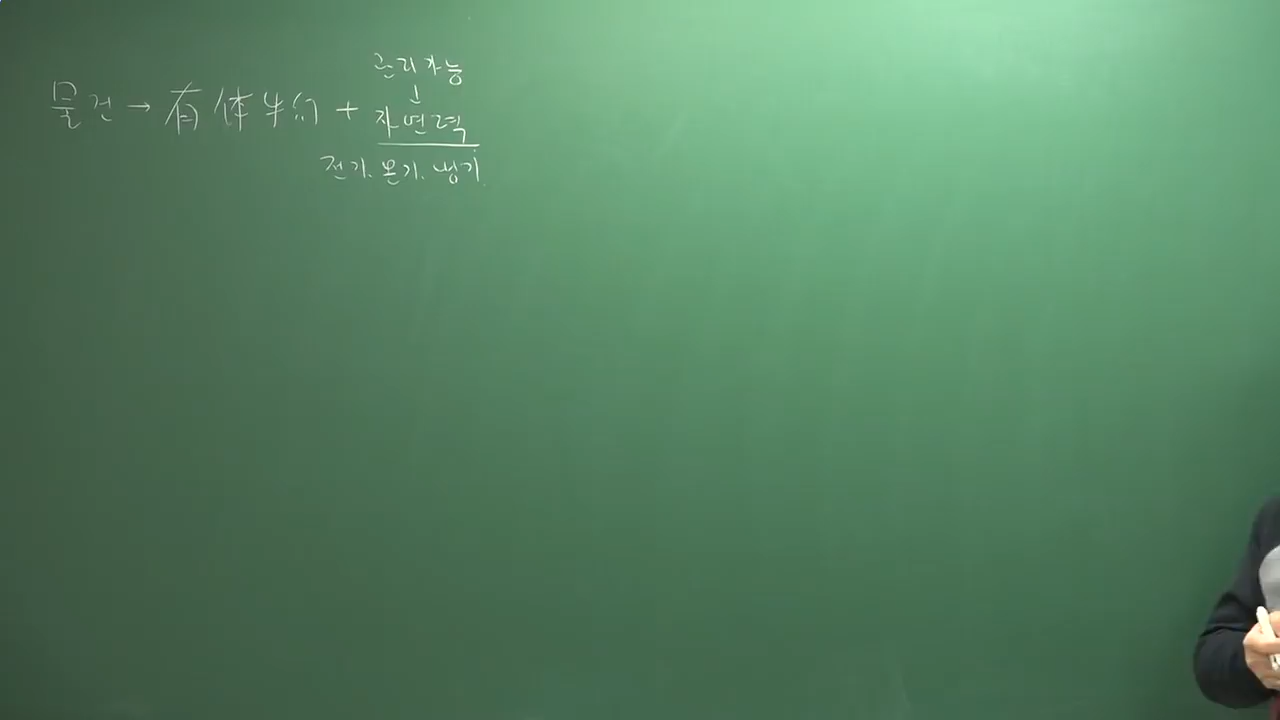 관리가능
물건 → 有体物 + 자연력
전기. 온기. 냉기